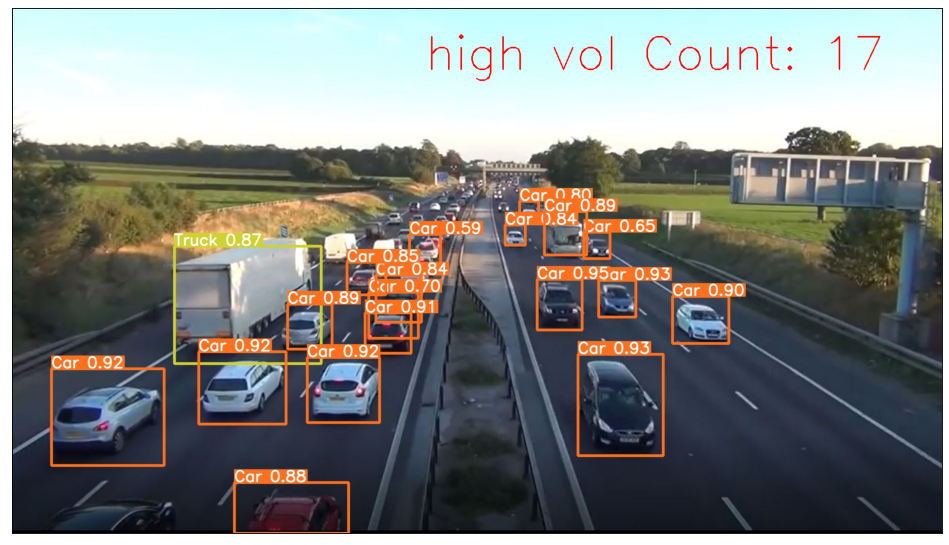 high vol Count: 17
Car 0.80
Car 0.89
Car 0.84
Car 0.65
Car 0.59
Truck 0.87
Car 0.85
Car 0.84
Car 0.70
Car 0.95
Car 0.93
Car 0.90
Car 0.89
Car 0.91
Car 0.92
Car 0.92
Car 0.92
Car 0.93
Car 0.88